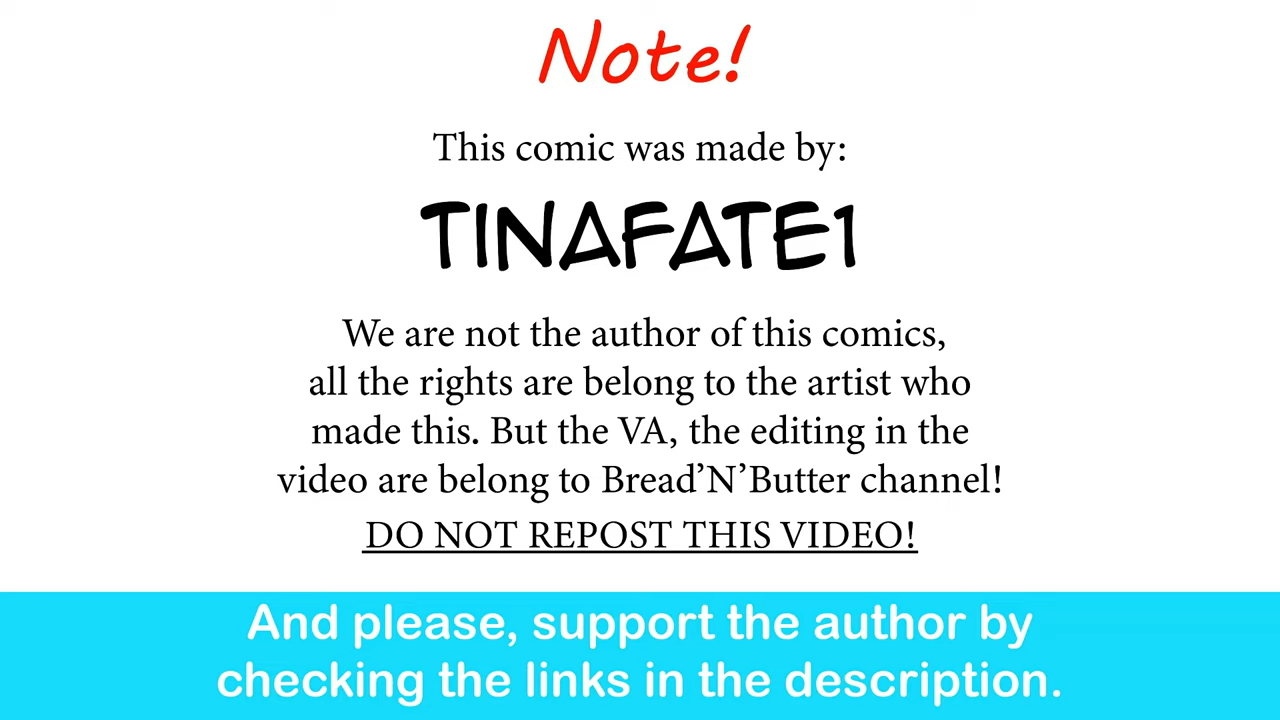 Note!
This comic was made by:
TINAFATE1
We are not the author of this comics,
all the rights are belong to the artist who
made this. But the VA, the editing in the
video are belong to Bread’N’Butter channel!
DO NOT REPOST THIS VIDEO!
And please, support the author by
checking the links in the description.